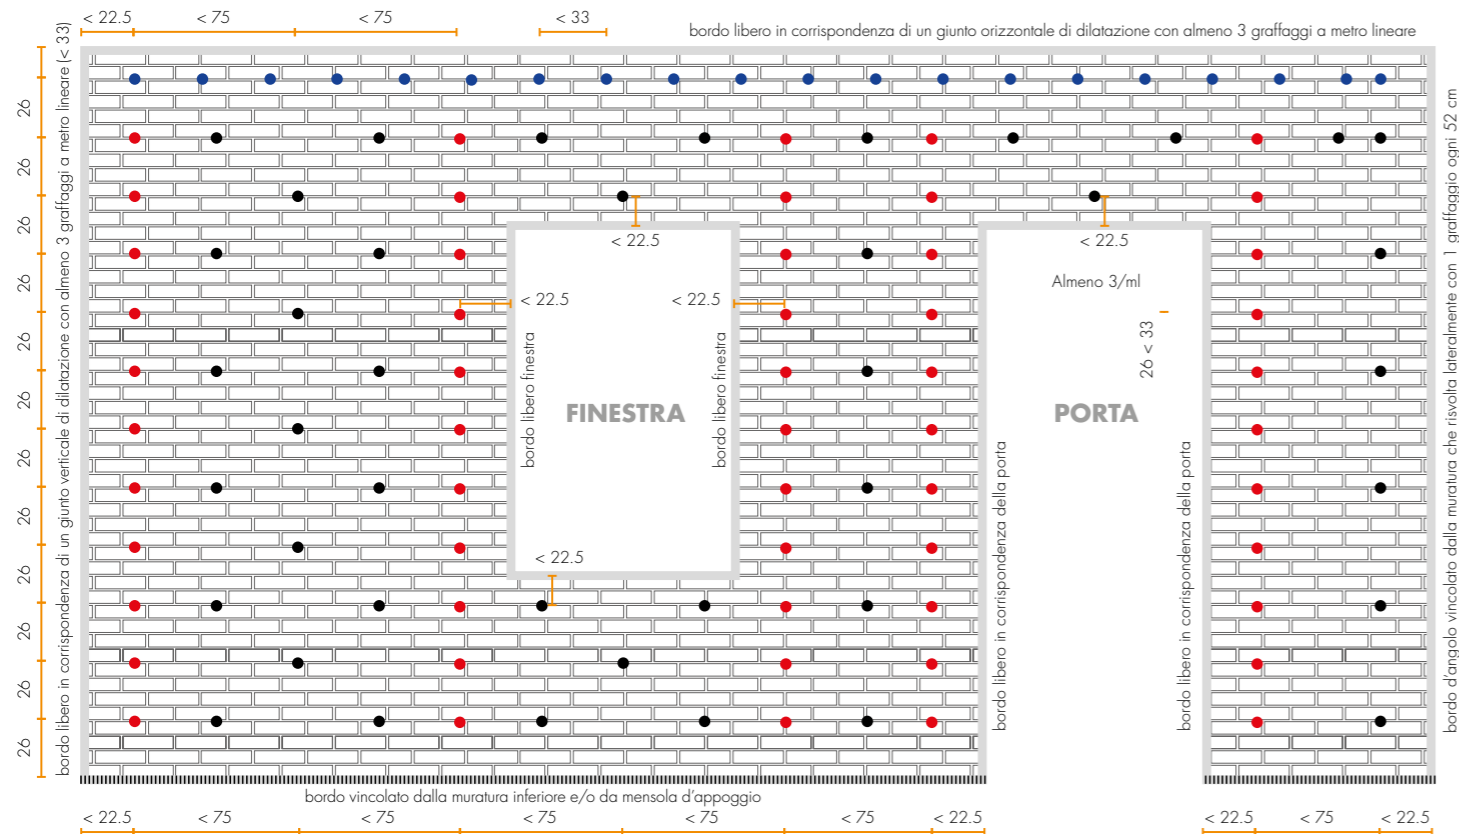 < 22.5
< 75
< 75
< 33
bordo libero in corrispondenza di un giunto orizzontale di dilatazione con almeno 3 graffaggi a metro lineare
26
26
26
26
26
26
26
26
26
26
26
26
bordo libero in corrispondenza di un giunto verticale di dilatazione con almeno 3 graffaggi a metro lineare (< 33)
< 22.5
< 22.5
< 22.5
bordo libero finestra
FINESTRA
bordo libero finestra
< 22.5
< 22.5
Almeno 3/ml
26 < 33
PORTA
bordo libero in corrispondenza della porta
bordo libero in corrispondenza della porta
bordo d'angolo vincolato dalla muratura che risvolta lateralmente con 1 graffaggio ogni 52 cm
bordo vincolato dalla muratura inferiore e/o da mensola d'appoggio
< 22.5
< 75
< 75
< 75
< 75
< 22.5
< 22.5
< 75
< 22.5